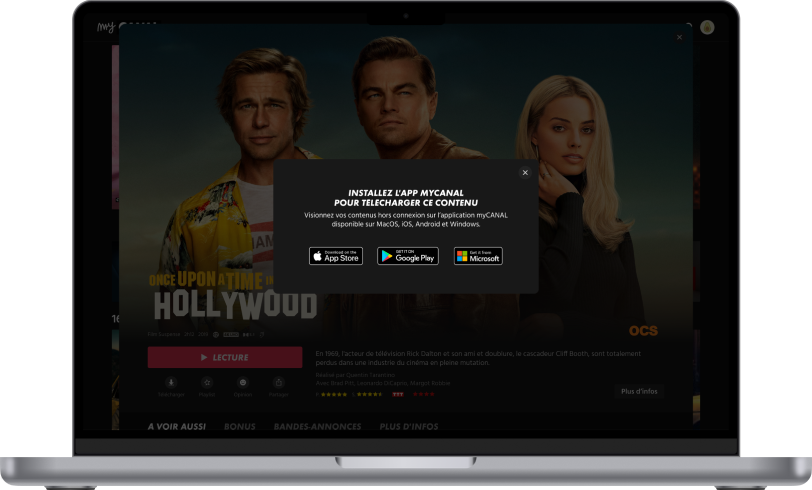 my
INSTALLEZ L'APP MYCANAL
POUR TELECHARGER CE CONTENU
Visionnez vos contenus hors connexion sur l'application myCANAL
disponible sur MacOS, iOS, Android et Windows.
Download on the
App Store
GET IT ON
Google Play
Get it from
Microsoft
ONCE UPON A TIME IN
HOLLYWOOD
OCS
LECTURE
En 1969, l'acteur de télévision Rick Dalton et son ami et doublure, le cascadeur Cliff Booth, sont totalement
perdus dans une industrie du cinéma en pleine mutation.
Réalisé par Quentin Tarantino
Avec Brad Pitt, Leonardo DiCaprio, Margot Robbie
Télécharger
Playlist
Partager
Plus d'infos
A VOIR AUSSI
BONUS
BANDES-ANNONCES
PLUS D'INFOS